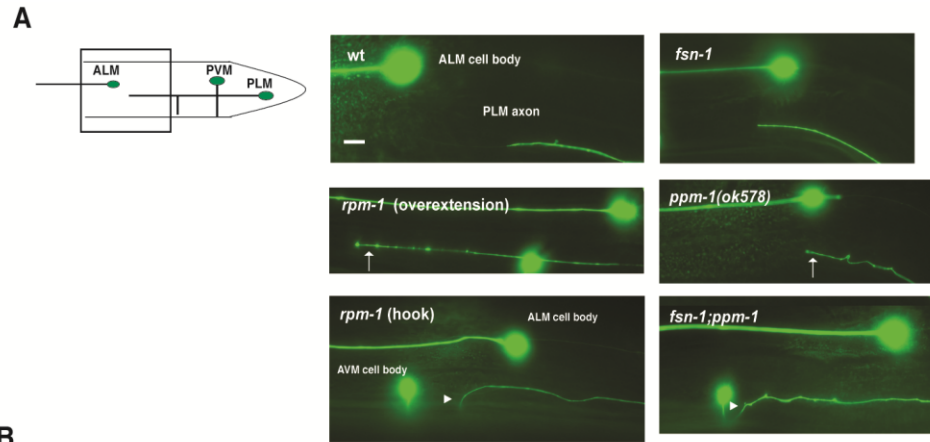 A
ALM
PVM
PLM
wt
ALM cell body
PLM axon
fsn-1
rpm-1 (overextension)
ppm-1(ok578)
rpm-1 (hook)
ALM cell body
AVM cell body
fsn-1;ppm-1
B